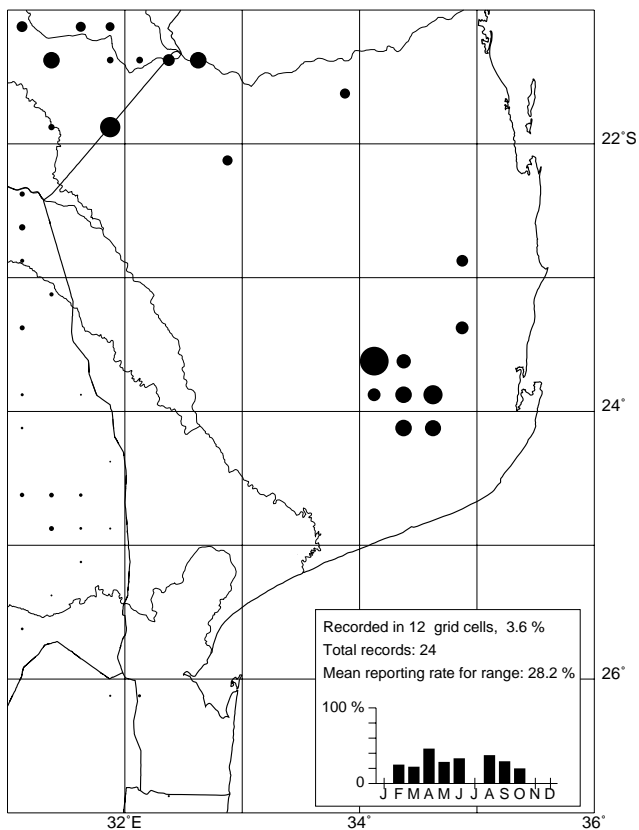 22°S
24°
Recorded in 12 grid cells, 3.6 %
Total records: 24
Mean reporting rate for range: 28.2 %
26°
100 %
0
J F M A M J J A S O N D
32°E
34°
36°